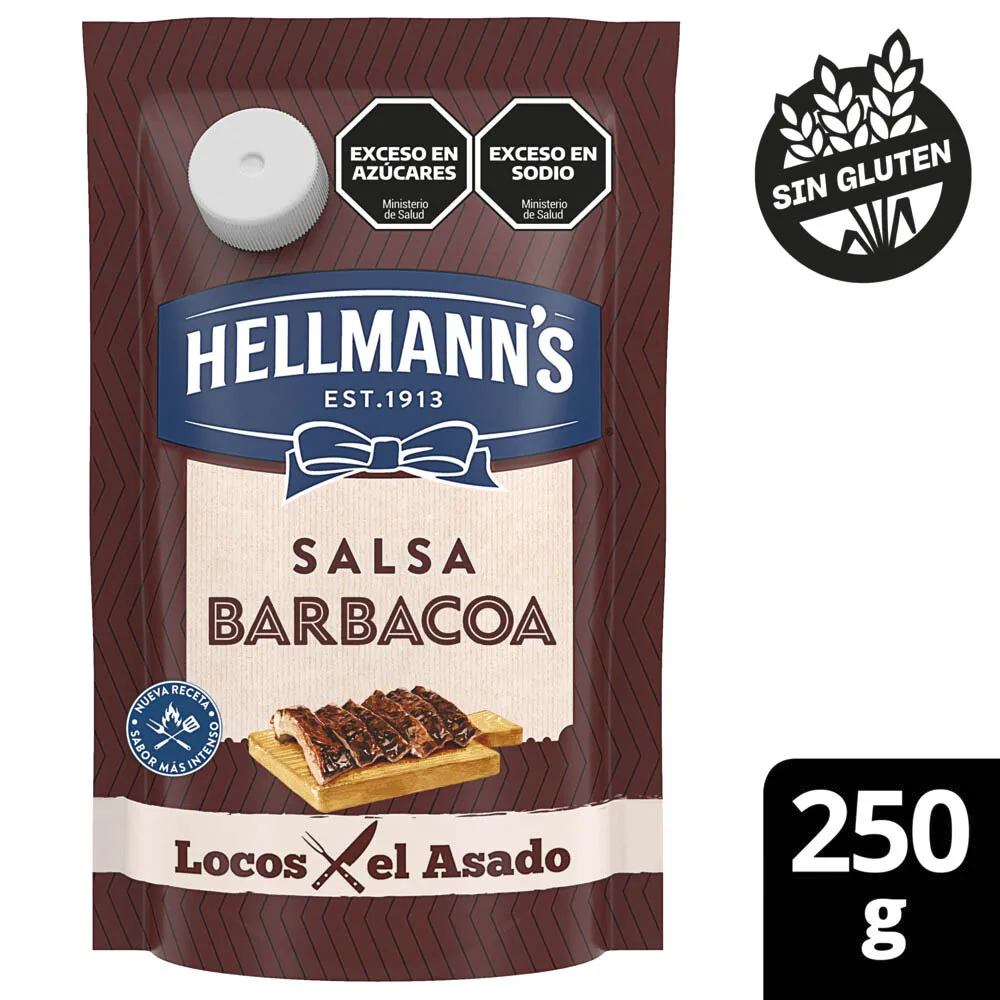 EXCESO EN
AZÚCARES
Ministerio
de Salud
EXCESO EN
SODIO
Ministerio
de Salud
SIN GLUTEN
HELLMANN'S
EST.1913
®
SALSA
BARBACOA
NUEVA RECETA
SABOR MÁS INTENSO
Locos el Asado
250
g